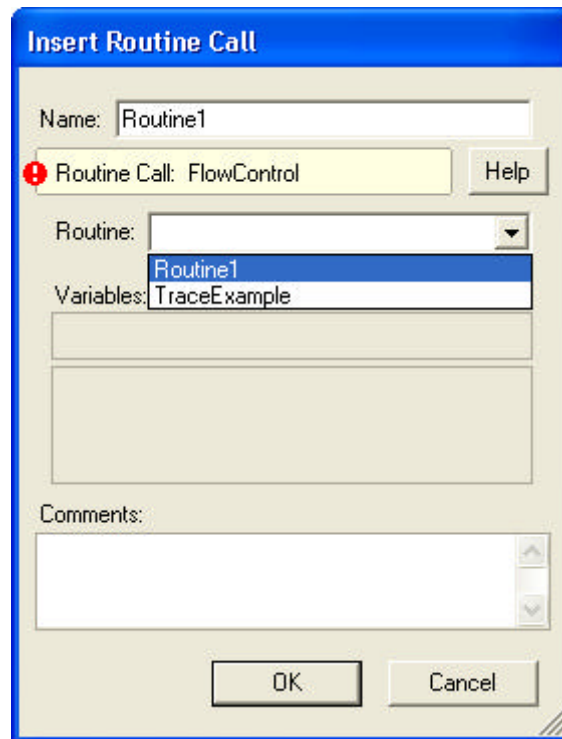 Insert Routine Call
Name: Routine1
Routine Call: FlowControl
Help
Routine:
Routine1
Variables: TraceExample
Comments:
OK Cancel